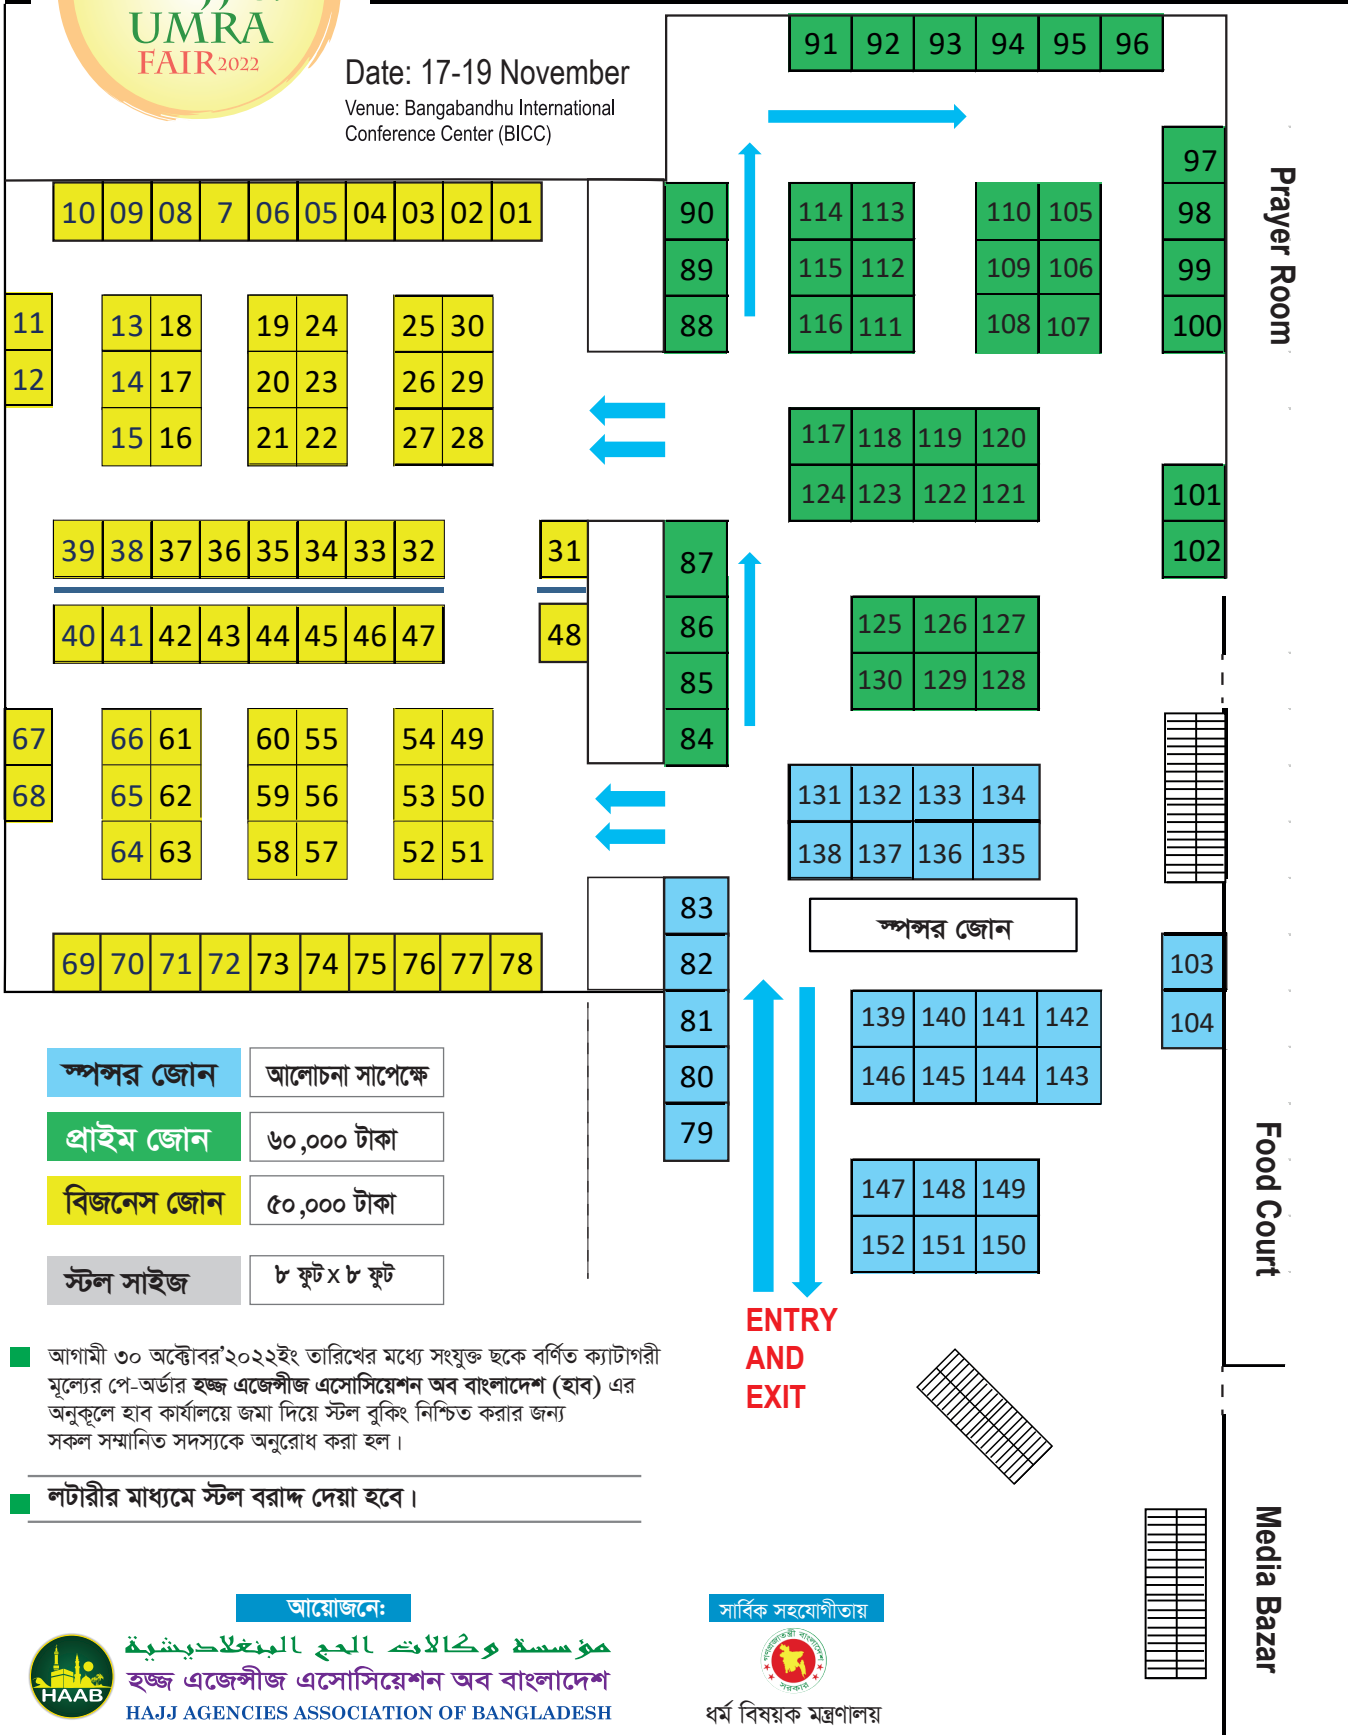 UMRA
FAIR 2022
Date: 17-19 November
Venue: Bangabandhu International
Conference Center (BICC)
91 92 93 94 95 96
97
10 09 08 7 06 05 04 03 02 01
90 114 113 110 105 98
89 115 112 109 106 99
11 13 18 19 24 25 30 88 116 111 108 107 100
12 14 17 20 23 26 29
15 16 21 22 27 28 117 118 119 120
124 123 122 121 101
39 38 37 36 35 34 33 32 31 87 102
40 41 42 43 44 45 46 47 48 86 125 126 127
85 130 129 128
67 66 61 60 55 54 49 84
68 65 62 59 56 53 50 131 132 133 134
64 63 58 57 52 51 138 137 136 135
83
স্পন্সর জোন
69 70 71 72 73 74 75 76 77 78 82 103
81 139 140 141 142 104
80 146 145 144 143
79
147 148 149
152 151 150
Prayer Room
Food Court
Media Bazar
স্পন্সর জোন আলোচনা সাপেক্ষে
প্রাইম জোন ৬০,০০০ টাকা
বিজনেস জোন ৫০,০০০ টাকা
স্টল সাইজ ৮ ফুট x ৮ ফুট
ENTRY
AND
EXIT
আগামী ৩০ অক্টোবর'২০২২ইং তারিখের মধ্যে সংযুক্ত ছকে বর্ণিত ক্যাটাগরী
মূল্যের পে-অর্ডার হজ্জ এজেন্সীজ এসোসিয়েশন অব বাংলাদেশ (হাব) এর
অনুকূলে হাব কার্যালয়ে জমা দিয়ে স্টল বুকিং নিশ্চিত করার জন্য
সকল সম্মানিত সদস্যকে অনুরোধ করা হল।
লটারীর মাধ্যমে স্টল বরাদ্দ দেয়া হবে।
আয়োজনে:
HAAB
مؤسسة وكالات الحج البنغلاديشية
হজ্জ এজেন্সীজ এসোসিয়েশন অব বাংলাদেশ
HAJJ AGENCIES ASSOCIATION OF BANGLADESH
সার্বিক সহযোগীতায়
গণপ্রজাতন্ত্রী বাংলাদেশ
সরকার
ধর্ম বিষয়ক মন্ত্রণালয়